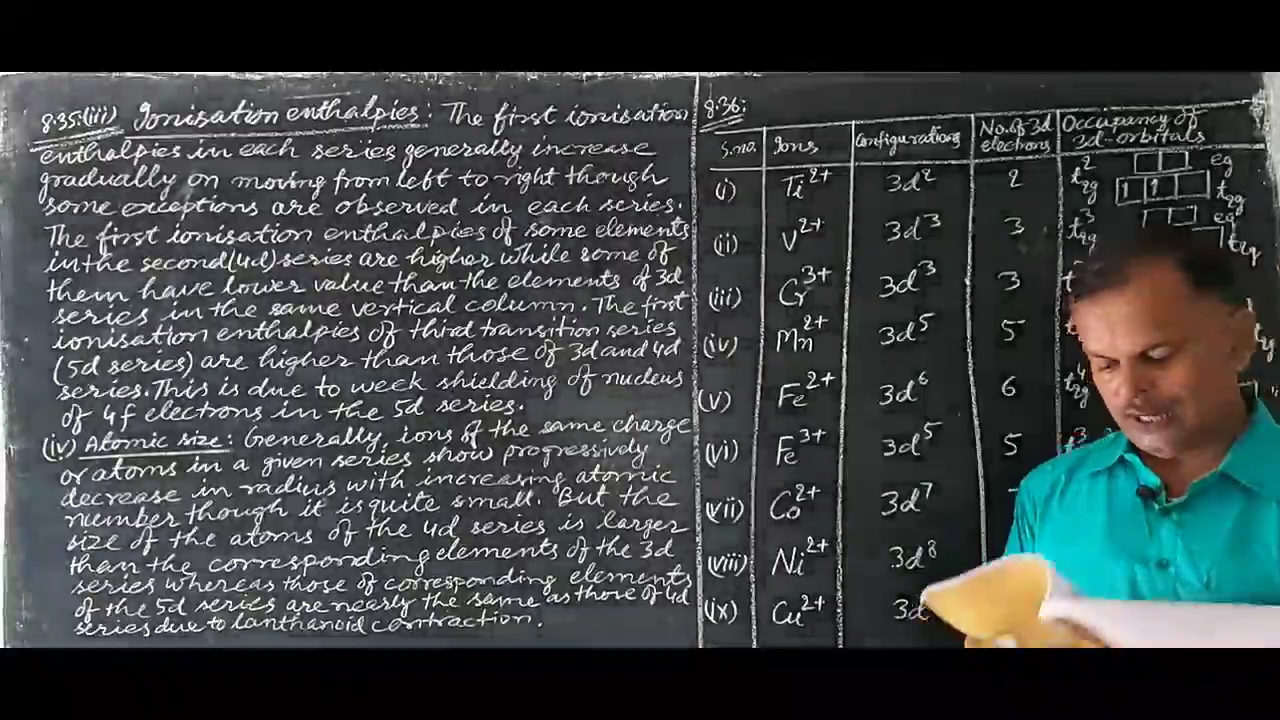 8.35:(iii) Ionisation enthalpies: The first ionisation
enthalpies in each series generally increase
gradually on moving from left to right though
some exceptions are observed in each series.
The first ionisation enthalpies of some elements
in the second (4d) series are higher while some of
them have lower value than the elements of 3d
series in the same vertical column. The first
ionisation enthalpies of third transition series
(5d series) are higher than those of 3d and 4d
series. This is due to week shielding of nucleus
of 4f electrons in the 5d series.
(iv) Atomic size: Generally, ions of the same charge
or atoms in a given series show progressively
decrease in radius with increasing atomic
number though it is quite small. But the
size of the atoms of the 4d series is larger
than the corresponding elements of the 3d
series whereas those of corresponding elements
of the 5d series are nearly the same as those of 4d
series due to lanthanoid contraction.
8.36:
S.no. Ions Configurations No. of 3d electrons Occupancy of 3d-orbitals
(i) Ti²⁺ 3d² 2 t²₂g eg t₂g
(ii) V²⁺ 3d³ 3 t³₂g eg t₂g
(iii) Cr³⁺ 3d³ 3
(iv) Mn²⁺ 3d⁵ 5
(v) Fe²⁺ 3d⁶ 6 t⁴₂g
(vi) Fe³⁺ 3d⁵ 5
(vii) Co²⁺ 3d⁷
(viii) Ni²⁺ 3d⁸
(ix) Cu²⁺ 3d